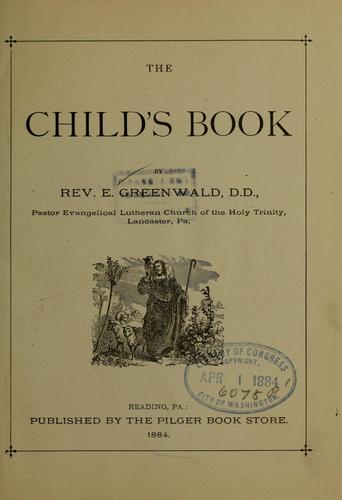 THE
CHILD'S BOOK
BY
REV. E. GREENWALD, D.D.,
Pastor Evangelical Lutheran Church of the Holy Trinity,
Lancaster, Pa.
OF CONGRESS
COPYRIGHT.
APR 1 1884
CITY OF WASHINGTON.
READING, PA.:
PUBLISHED BY THE PILGER BOOK STORE.
1884.